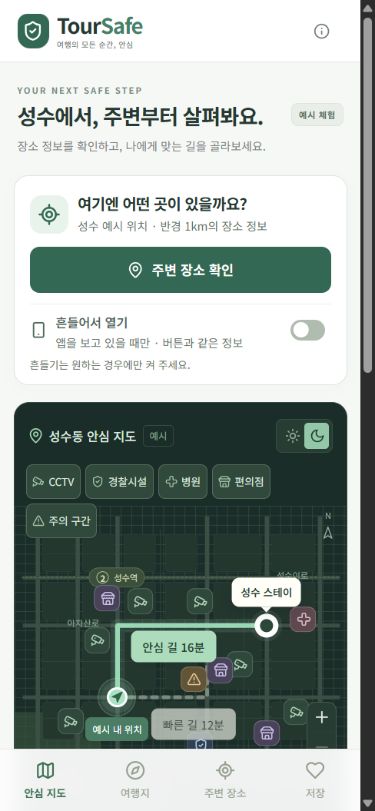 TourSafe
여행의 모든 순간, 안심
YOUR NEXT SAFE STEP
성수에서, 주변부터 살펴봐요.
예시 체험
장소 정보를 확인하고, 나에게 맞는 길을 골라보세요.
여기엔 어떤 곳이 있을까요?
성수 예시 위치 · 반경 1km의 장소 정보
주변 장소 확인
흔들어서 열기
앱을 보고 있을 때만 · 버튼과 같은 정보
흔들기는 원하는 경우에만 켜 주세요.
성수동 안심 지도
예시
CCTV
경찰시설
병원
편의점
주의 구간
N
2 성수역
성수이로
성수 스테이
아차산로
안심 길 16분
예시 내 위치
빠른 길 12분
+
안심 지도
여행지
주변 장소
저장